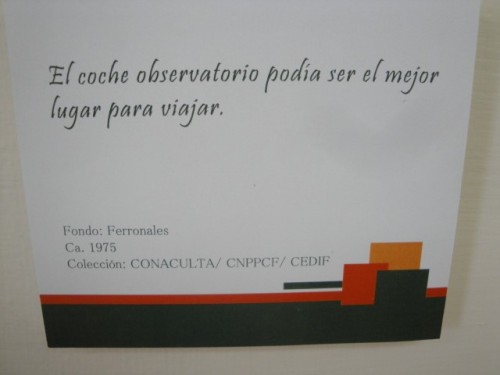 El coche observatorio podía ser el mejor
lugar para viajar.
Fondo: Ferronales
Ca. 1975
Colección: CONACULTA/ CNPPCF/ CEDIF